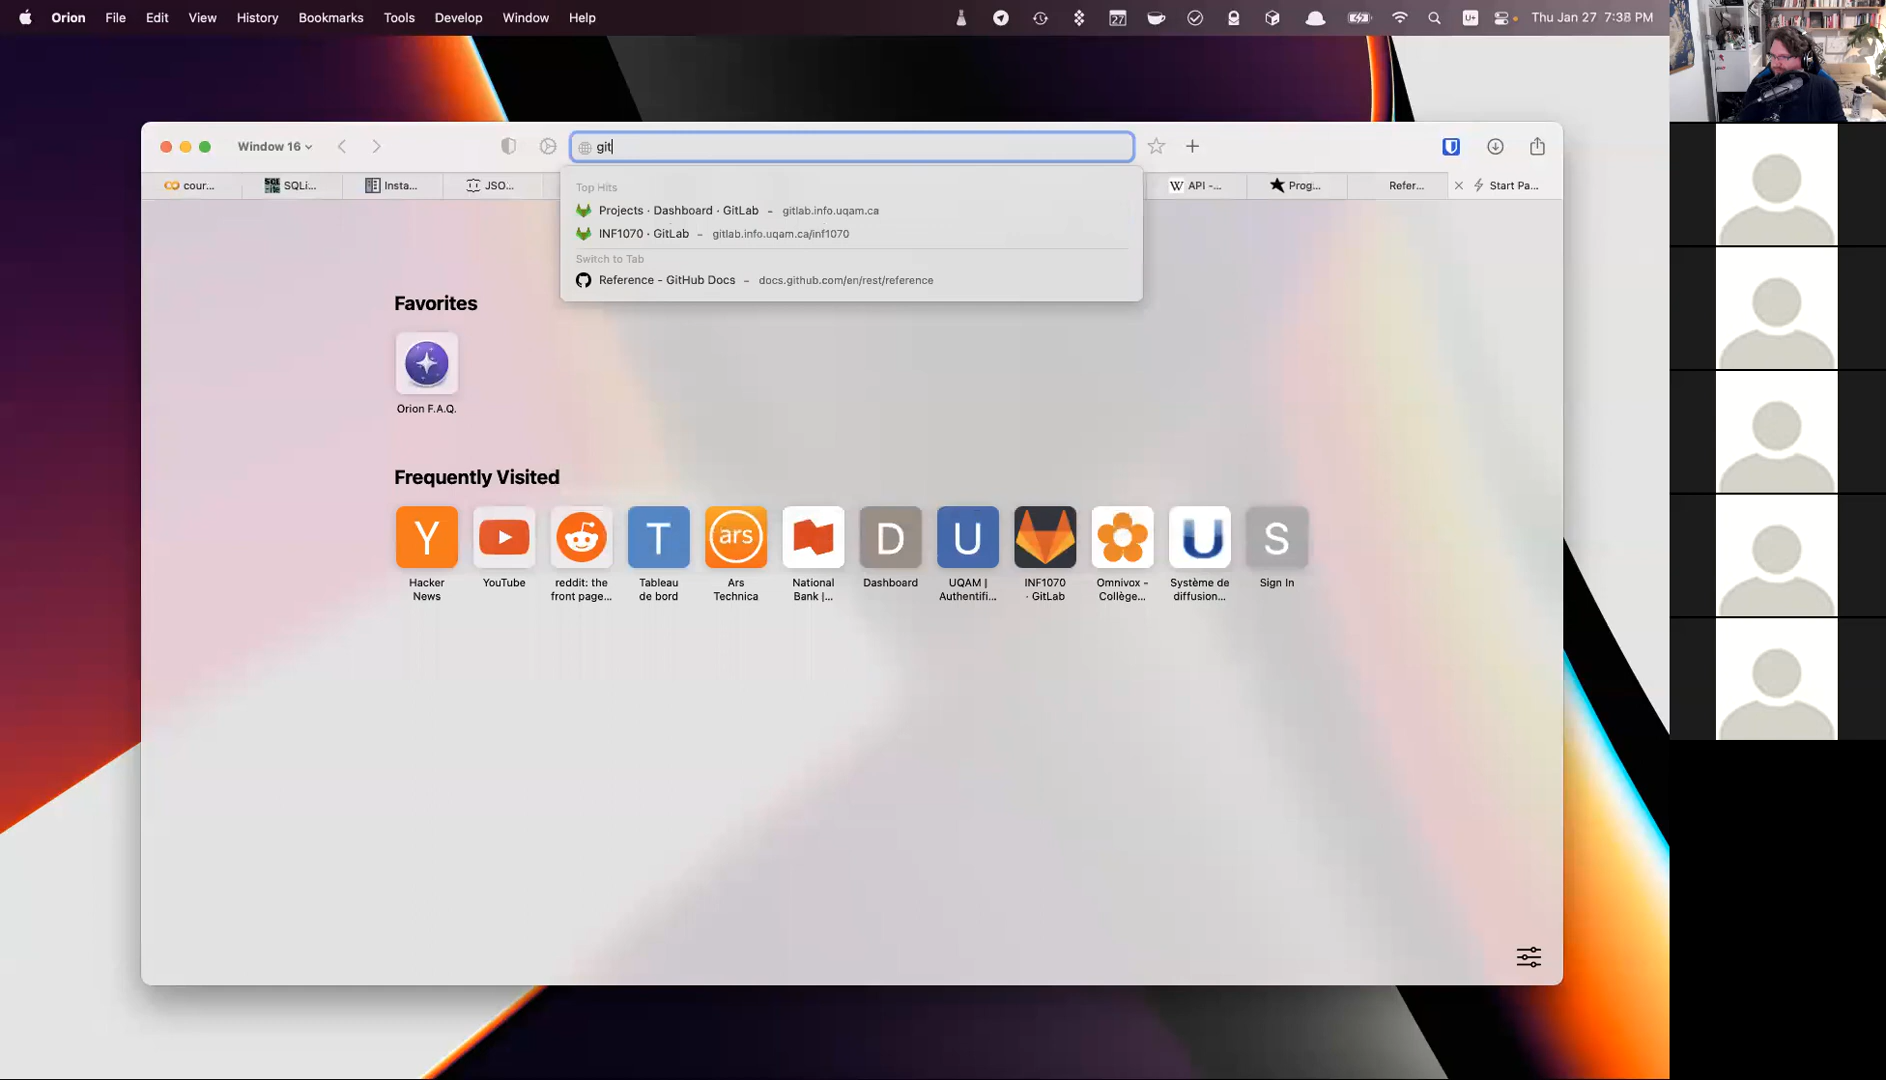 Orion File Edit View History Bookmarks Tools Develop Window Help
27 U+ Thu Jan 27 7:38 PM
Window 16
git
cour...
SQLi...
Insta...
JSO...
API -...
Prog...
Refer...
Start Pa...
Top Hits
Projects · Dashboard · GitLab – gitlab.info.uqam.ca
INF1070 · GitLab – gitlab.info.uqam.ca/inf1070
Switch to Tab
Reference - GitHub Docs – docs.github.com/en/rest/reference
Favorites
Orion F.A.Q.
Frequently Visited
Y
T
ars
D
U
U
S
Hacker
News
YouTube
reddit: the
front page...
Tableau
de bord
Ars
Technica
National
Bank |...
Dashboard
UQAM |
Authentifi...
INF1070
· GitLab
Omnivox -
Collège...
Système de
diffusion...
Sign In